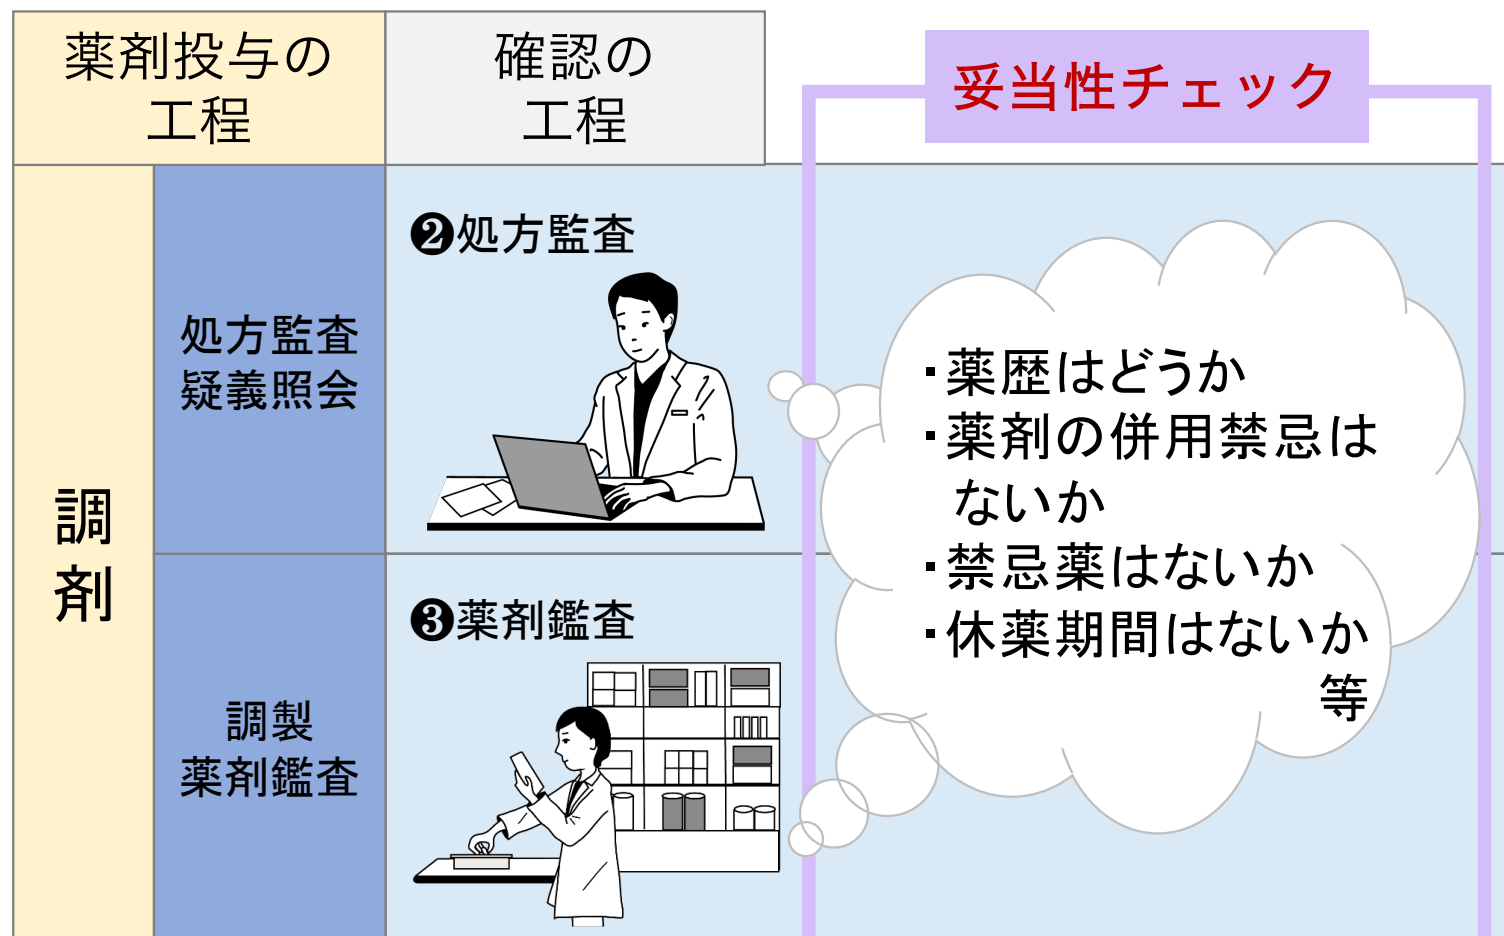 薬剤投与の
工程
確認の
工程
妥当性チェック
調
剤
処方監査
疑義照会
❷処方監査
・薬歴はどうか
・薬剤の併用禁忌は
ないか
・禁忌薬はないか
・休薬期間はないか
等
調製
薬剤鑑査
❸薬剤鑑査